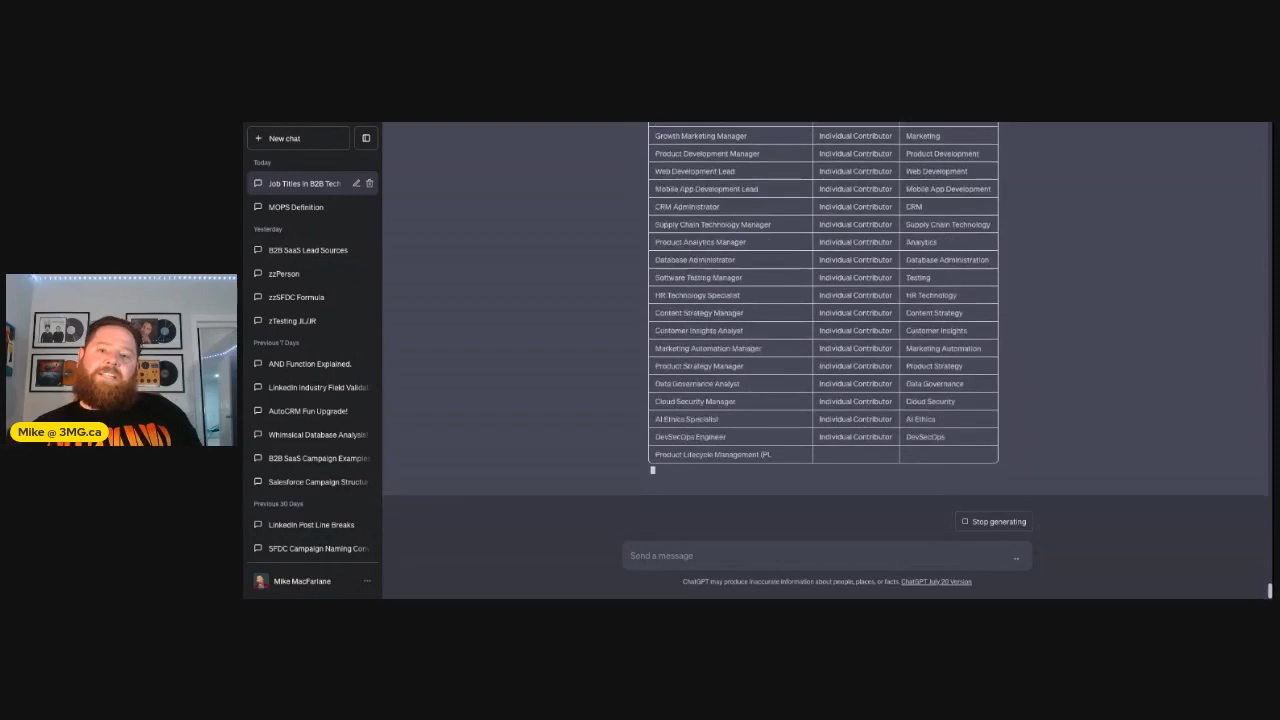 New chat
Today
Job Titles in B2B Tech
MOPS Definition
Yesterday
B2B SaaS Lead Sources
zzPerson
zzSFDC Formula
zTesting JL/JR
Previous 7 Days
AND Function Explained.
LinkedIn Industry Field Valida
AutoCRM Fun Upgrade!
Whimsical Database Analysis!
B2B SaaS Campaign Examples
Salesforce Campaign Structu
Previous 30 Days
LinkedIn Post Line Breaks
SFDC Campaign Naming Con
Mike MacFarlane
Mike @ 3MG.ca
Growth Marketing Manager Individual Contributor Marketing
Product Development Manager Individual Contributor Product Development
Web Development Lead Individual Contributor Web Development
Mobile App Development Lead Individual Contributor Mobile App Development
CRM Administrator Individual Contributor CRM
Supply Chain Technology Manager Individual Contributor Supply Chain Technology
Product Analytics Manager Individual Contributor Analytics
Database Administrator Individual Contributor Database Administration
Software Testing Manager Individual Contributor Testing
HR Technology Specialist Individual Contributor HR Technology
Content Strategy Manager Individual Contributor Content Strategy
Customer Insights Analyst Individual Contributor Customer Insights
Marketing Automation Manager Individual Contributor Marketing Automation
Product Strategy Manager Individual Contributor Product Strategy
Data Governance Analyst Individual Contributor Data Governance
Cloud Security Manager Individual Contributor Cloud Security
AI Ethics Specialist Individual Contributor AI Ethics
DevSecOps Engineer Individual Contributor DevSecOps
Product Lifecycle Management (PL
Stop generating
Send a message
ChatGPT may produce inaccurate information about people, places, or facts. ChatGPT July 20 Version